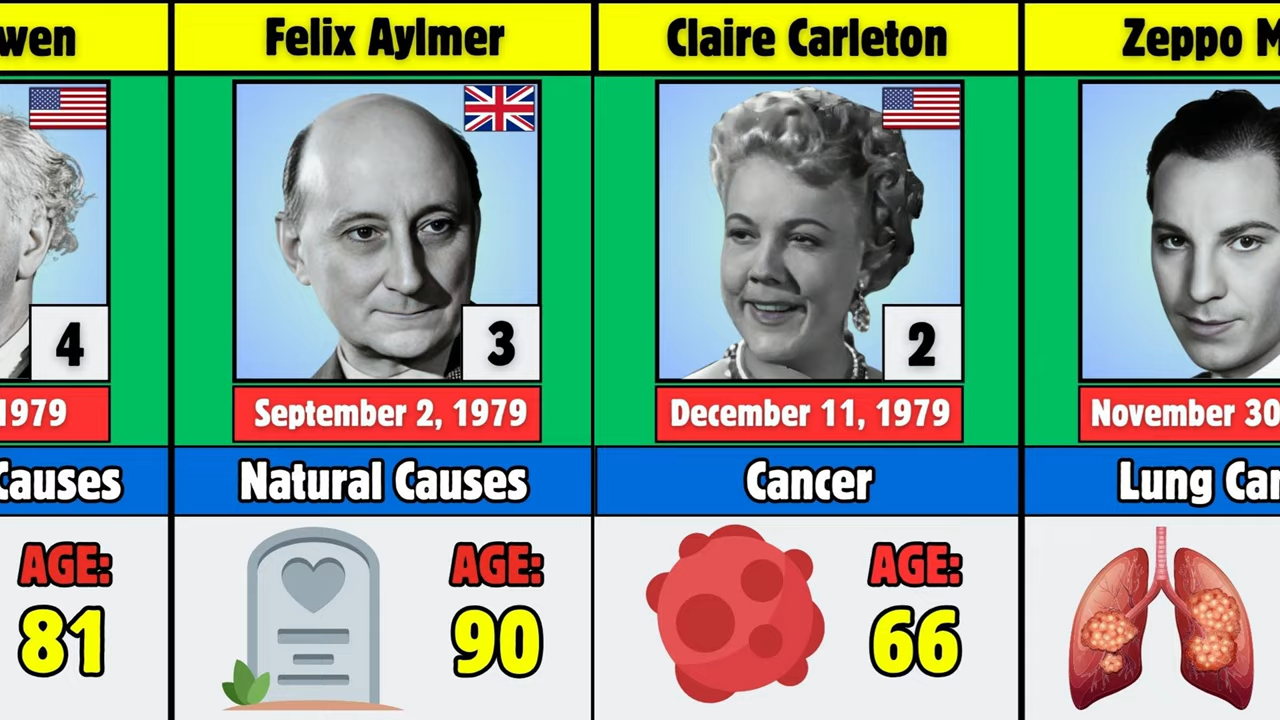 wen
4
1979
Causes
AGE:
81
Felix Aylmer
3
September 2, 1979
Natural Causes
AGE:
90
Claire Carleton
2
December 11, 1979
Cancer
AGE:
66
Zeppo M
November 30
Lung Can